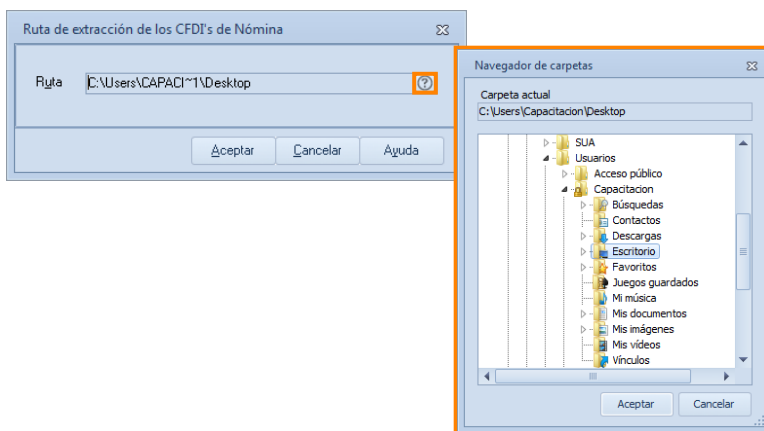 Ruta de extracción de los CFDI's de Nómina
Ruta C:\Users\CAPACI~1\Desktop
Aceptar Cancelar Ayuda
Navegador de carpetas
Carpeta actual
C:\Users\Capacitacion\Desktop
SUA
Usuarios
Acceso público
Capacitacion
Búsquedas
Contactos
Descargas
Escritorio
Favoritos
Juegos guardados
Mi música
Mis documentos
Mis imágenes
Mis vídeos
Vínculos
Aceptar Cancelar